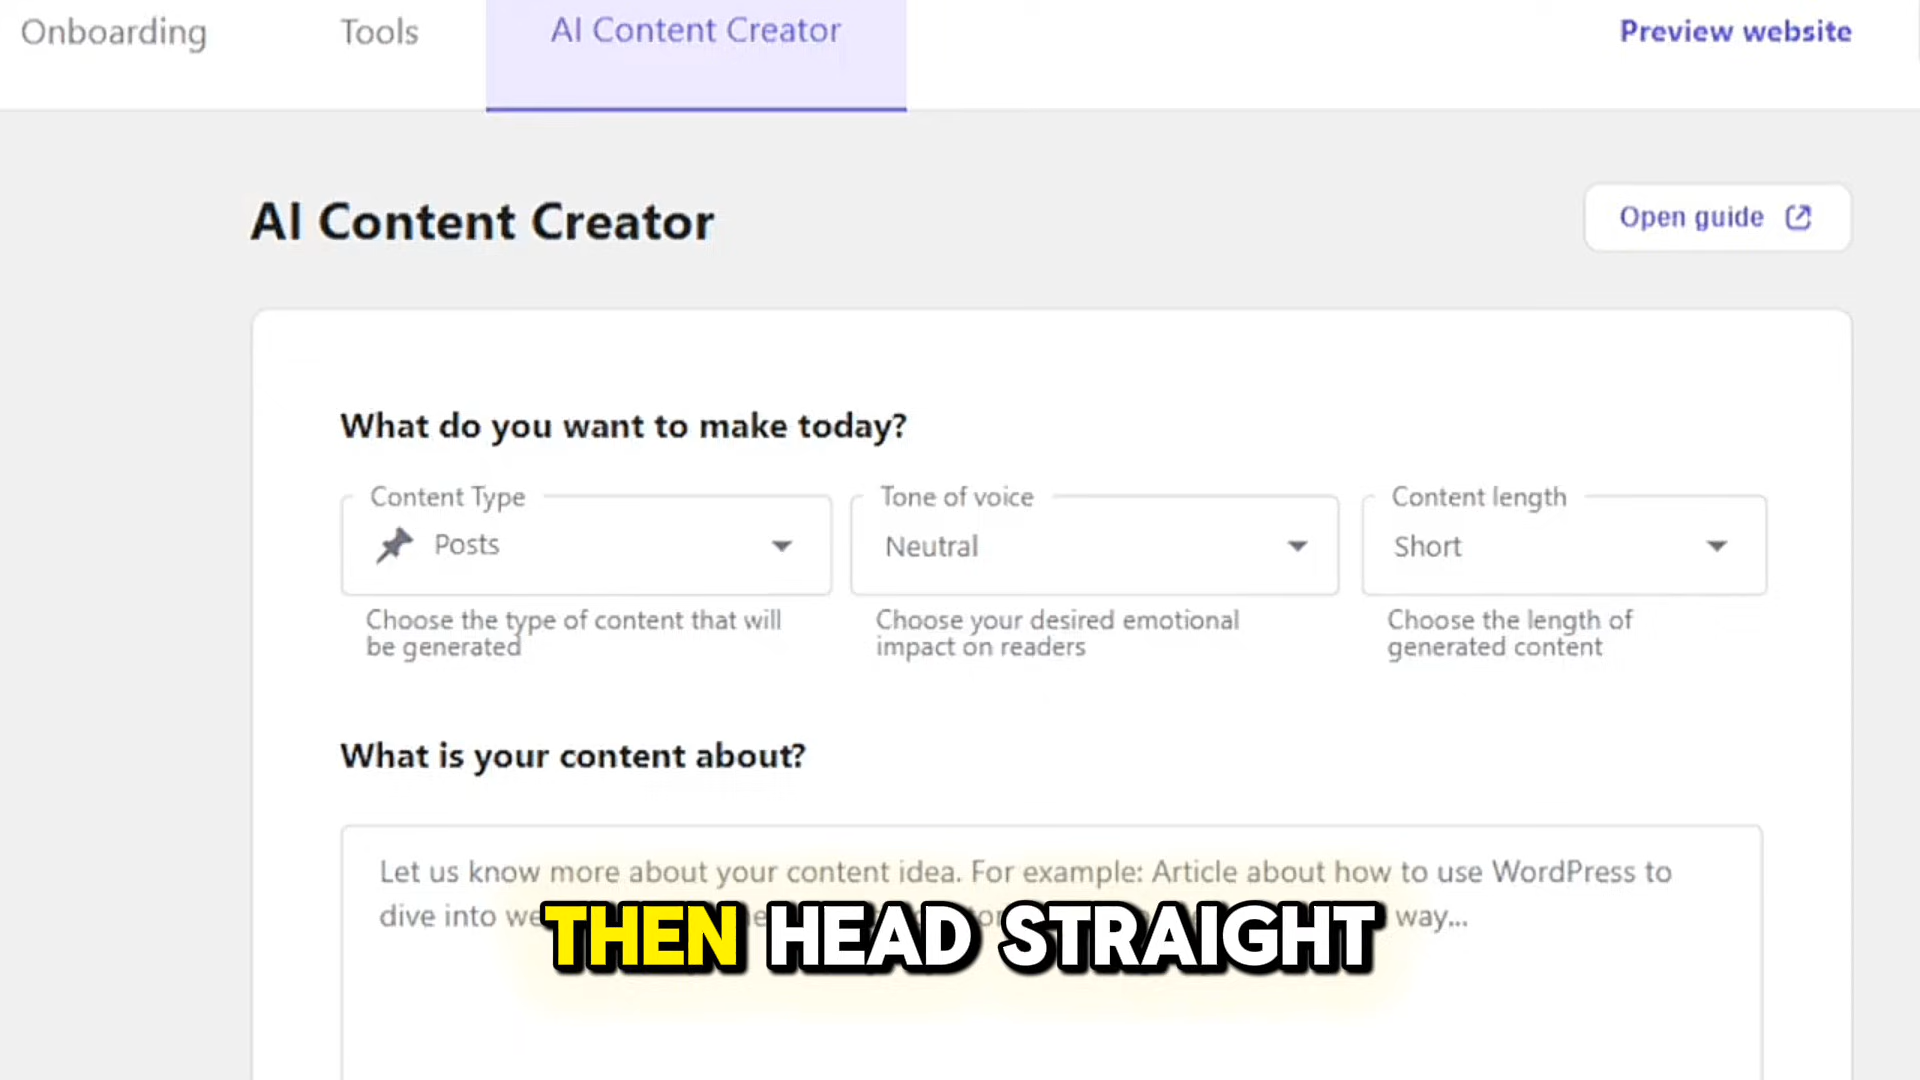 Onboarding
Tools
AI Content Creator
Preview website
AI Content Creator
Open guide
What do you want to make today?
Content Type
Posts
Choose the type of content that will
be generated
Tone of voice
Neutral
Choose your desired emotional
impact on readers
Content length
Short
Choose the length of
generated content
What is your content about?
Let us know more about your content idea. For example: Article about how to use WordPress to
dive into way...
THEN HEAD STRAIGHT